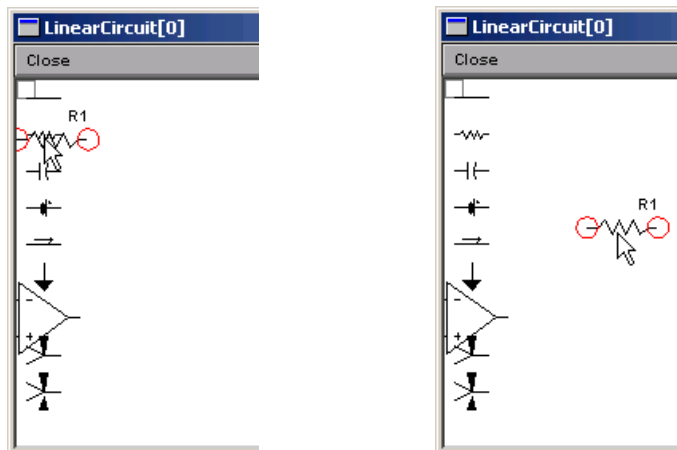 LinearCircuit[0]
Close
R1
-
+
LinearCircuit[0]
Close
R1
-
+